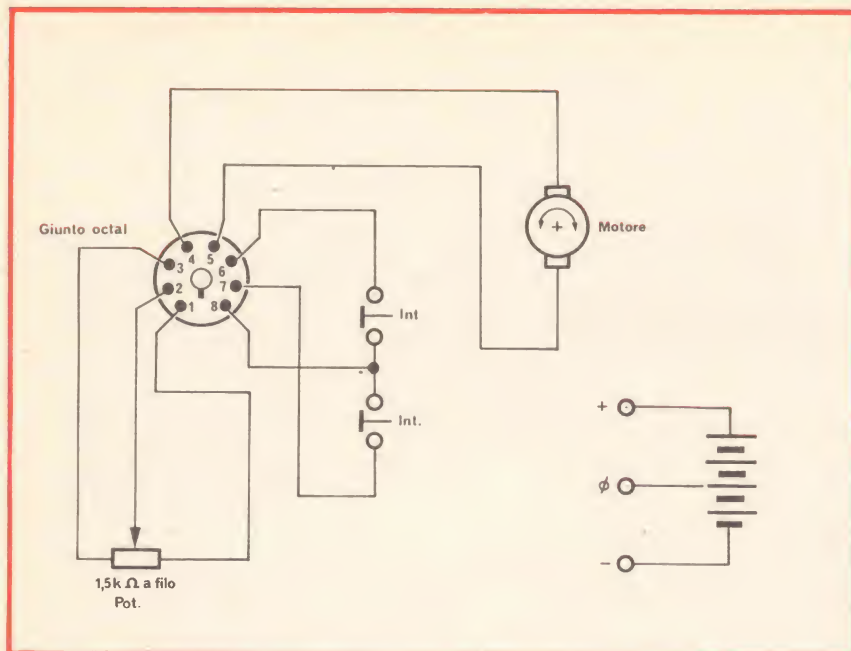 Giunto octal
4
5
3
6
2
7
1
8
Int
Int.
Motore
+
+
ø
-
1,5k Ω a filo
Pot.